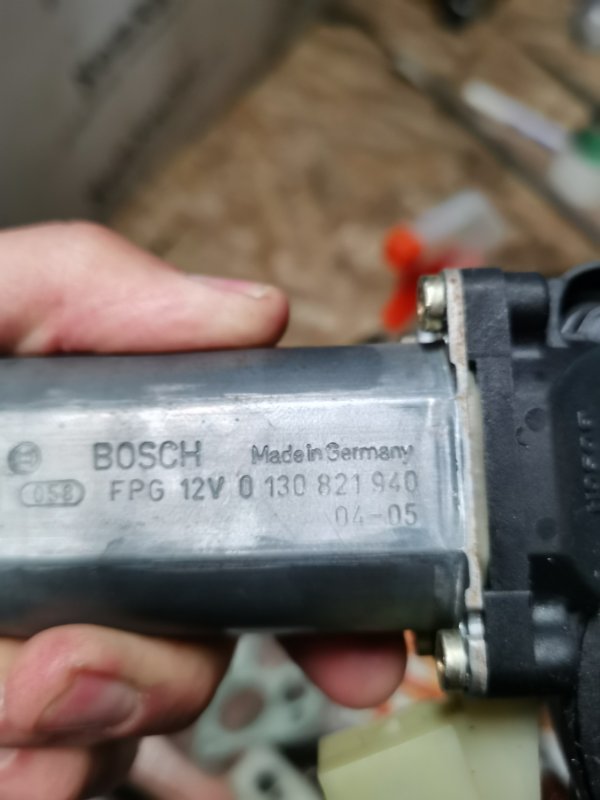 BOSCH Made in Germany
058 FPG 12V 0 130 821 940
04-05